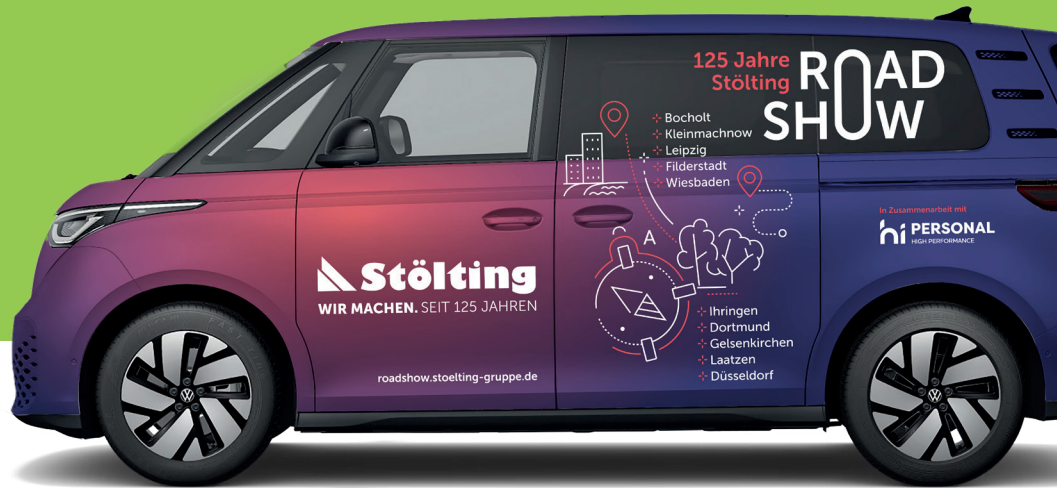 125 Jahre
Stölting
ROAD
SHOW
Bocholt
Kleinmachnow
Leipzig
Filderstadt
Wiesbaden
A
In Zusammenarbeit mit
hi PERSONAL
HIGH PERFORMANCE
Stölting
WIR MACHEN. SEIT 125 JAHREN
Ihringen
Dortmund
Gelsenkirchen
Laatzen
Düsseldorf
roadshow.stoelting-gruppe.de